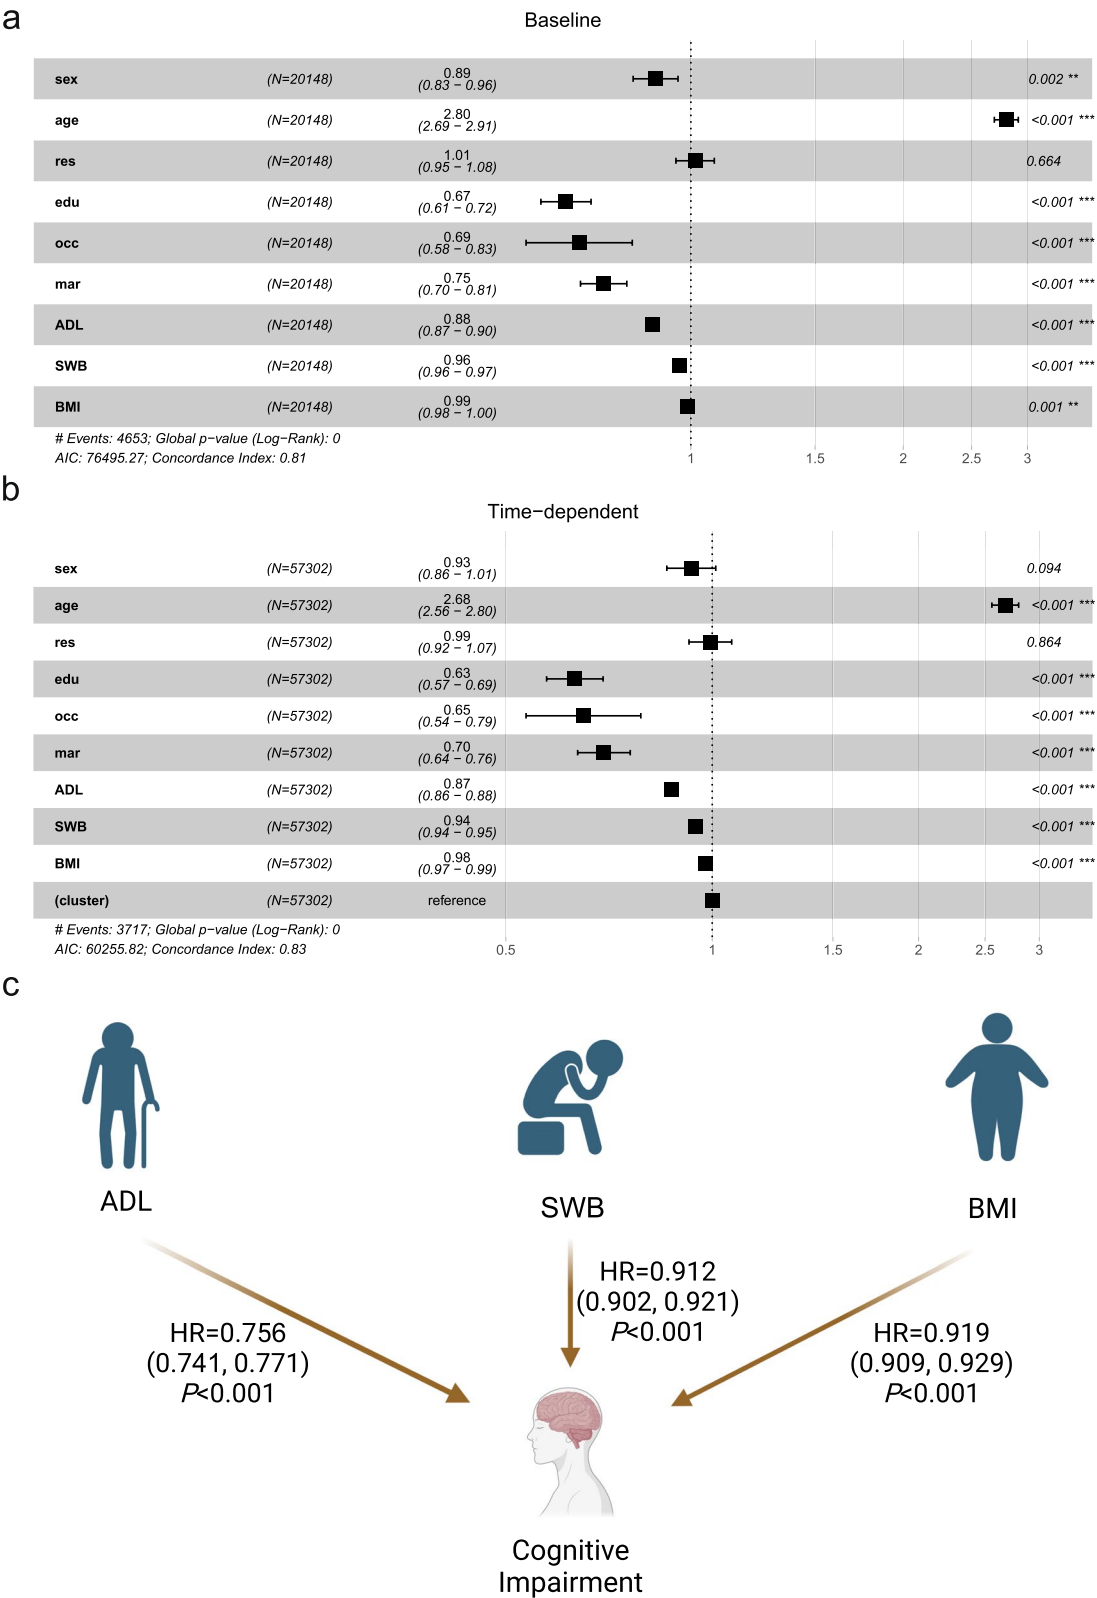 a
Baseline
sex (N=20148) 0.89 (0.83 − 0.96) 0.002 **
age (N=20148) 2.80 (2.69 − 2.91) <0.001 ***
res (N=20148) 1.01 (0.95 − 1.08) 0.664
edu (N=20148) 0.67 (0.61 − 0.72) <0.001 ***
occ (N=20148) 0.69 (0.58 − 0.83) <0.001 ***
mar (N=20148) 0.75 (0.70 − 0.81) <0.001 ***
ADL (N=20148) 0.88 (0.87 − 0.90) <0.001 ***
SWB (N=20148) 0.96 (0.96 − 0.97) <0.001 ***
BMI (N=20148) 0.99 (0.98 − 1.00) 0.001 **
# Events: 4653; Global p−value (Log−Rank): 0
AIC: 76495.27; Concordance Index: 0.81
1 1.5 2 2.5 3
b
Time−dependent
sex (N=57302) 0.93 (0.86 − 1.01) 0.094
age (N=57302) 2.68 (2.56 − 2.80) <0.001 ***
res (N=57302) 0.99 (0.92 − 1.07) 0.864
edu (N=57302) 0.63 (0.57 − 0.69) <0.001 ***
occ (N=57302) 0.65 (0.54 − 0.79) <0.001 ***
mar (N=57302) 0.70 (0.64 − 0.76) <0.001 ***
ADL (N=57302) 0.87 (0.86 − 0.88) <0.001 ***
SWB (N=57302) 0.94 (0.94 − 0.95) <0.001 ***
BMI (N=57302) 0.98 (0.97 − 0.99) <0.001 ***
(cluster) (N=57302) reference
# Events: 3717; Global p−value (Log−Rank): 0
AIC: 60255.82; Concordance Index: 0.83
0.5 1 1.5 2 2.5 3
c
ADL
SWB
BMI
HR=0.756
(0.741, 0.771)
P<0.001
HR=0.912
(0.902, 0.921)
P<0.001
HR=0.919
(0.909, 0.929)
P<0.001
Cognitive
Impairment